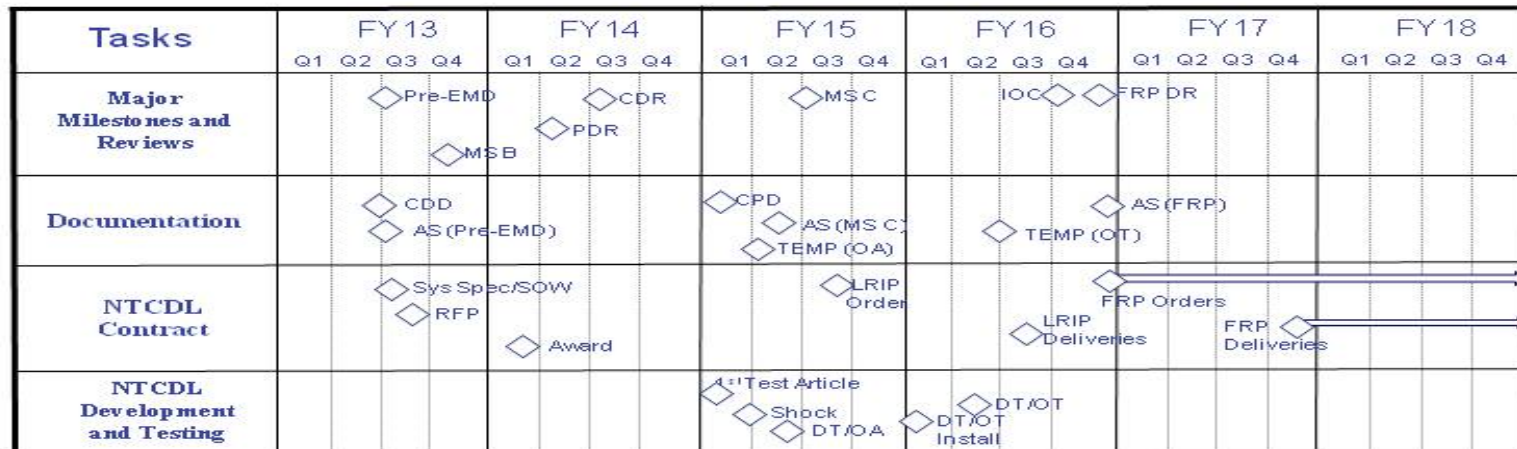 Tasks FY13 FY14 FY15 FY16 FY17 FY18
Q1 Q2 Q3 Q4 Q1 Q2 Q3 Q4 Q1 Q2 Q3 Q4 Q1 Q2 Q3 Q4 Q1 Q2 Q3 Q4 Q1 Q2 Q3 Q4
Major
Milestones and
Reviews
Pre-EMD
CDR
MSC
IOC
FRP DR
PDR
MSB
Documentation
CDD
CPD
AS (FRP)
AS (Pre-EMD)
AS (MSC)
TEMP (OT)
TEMP (OA)
NTCDL
Contract
Sys Spec/SOW
LRIP
Order
FRP Orders
RFP
LRIP
Deliveries
FRP
Deliveries
Award
NTCDL
Development
and Testing
1st Test Article
DT/OT
Shock
DT/OT
Install
DT/OA